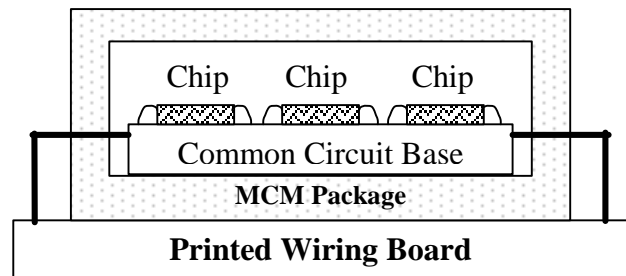 Chip Chip Chip
Common Circuit Base
MCM Package
Printed Wiring Board